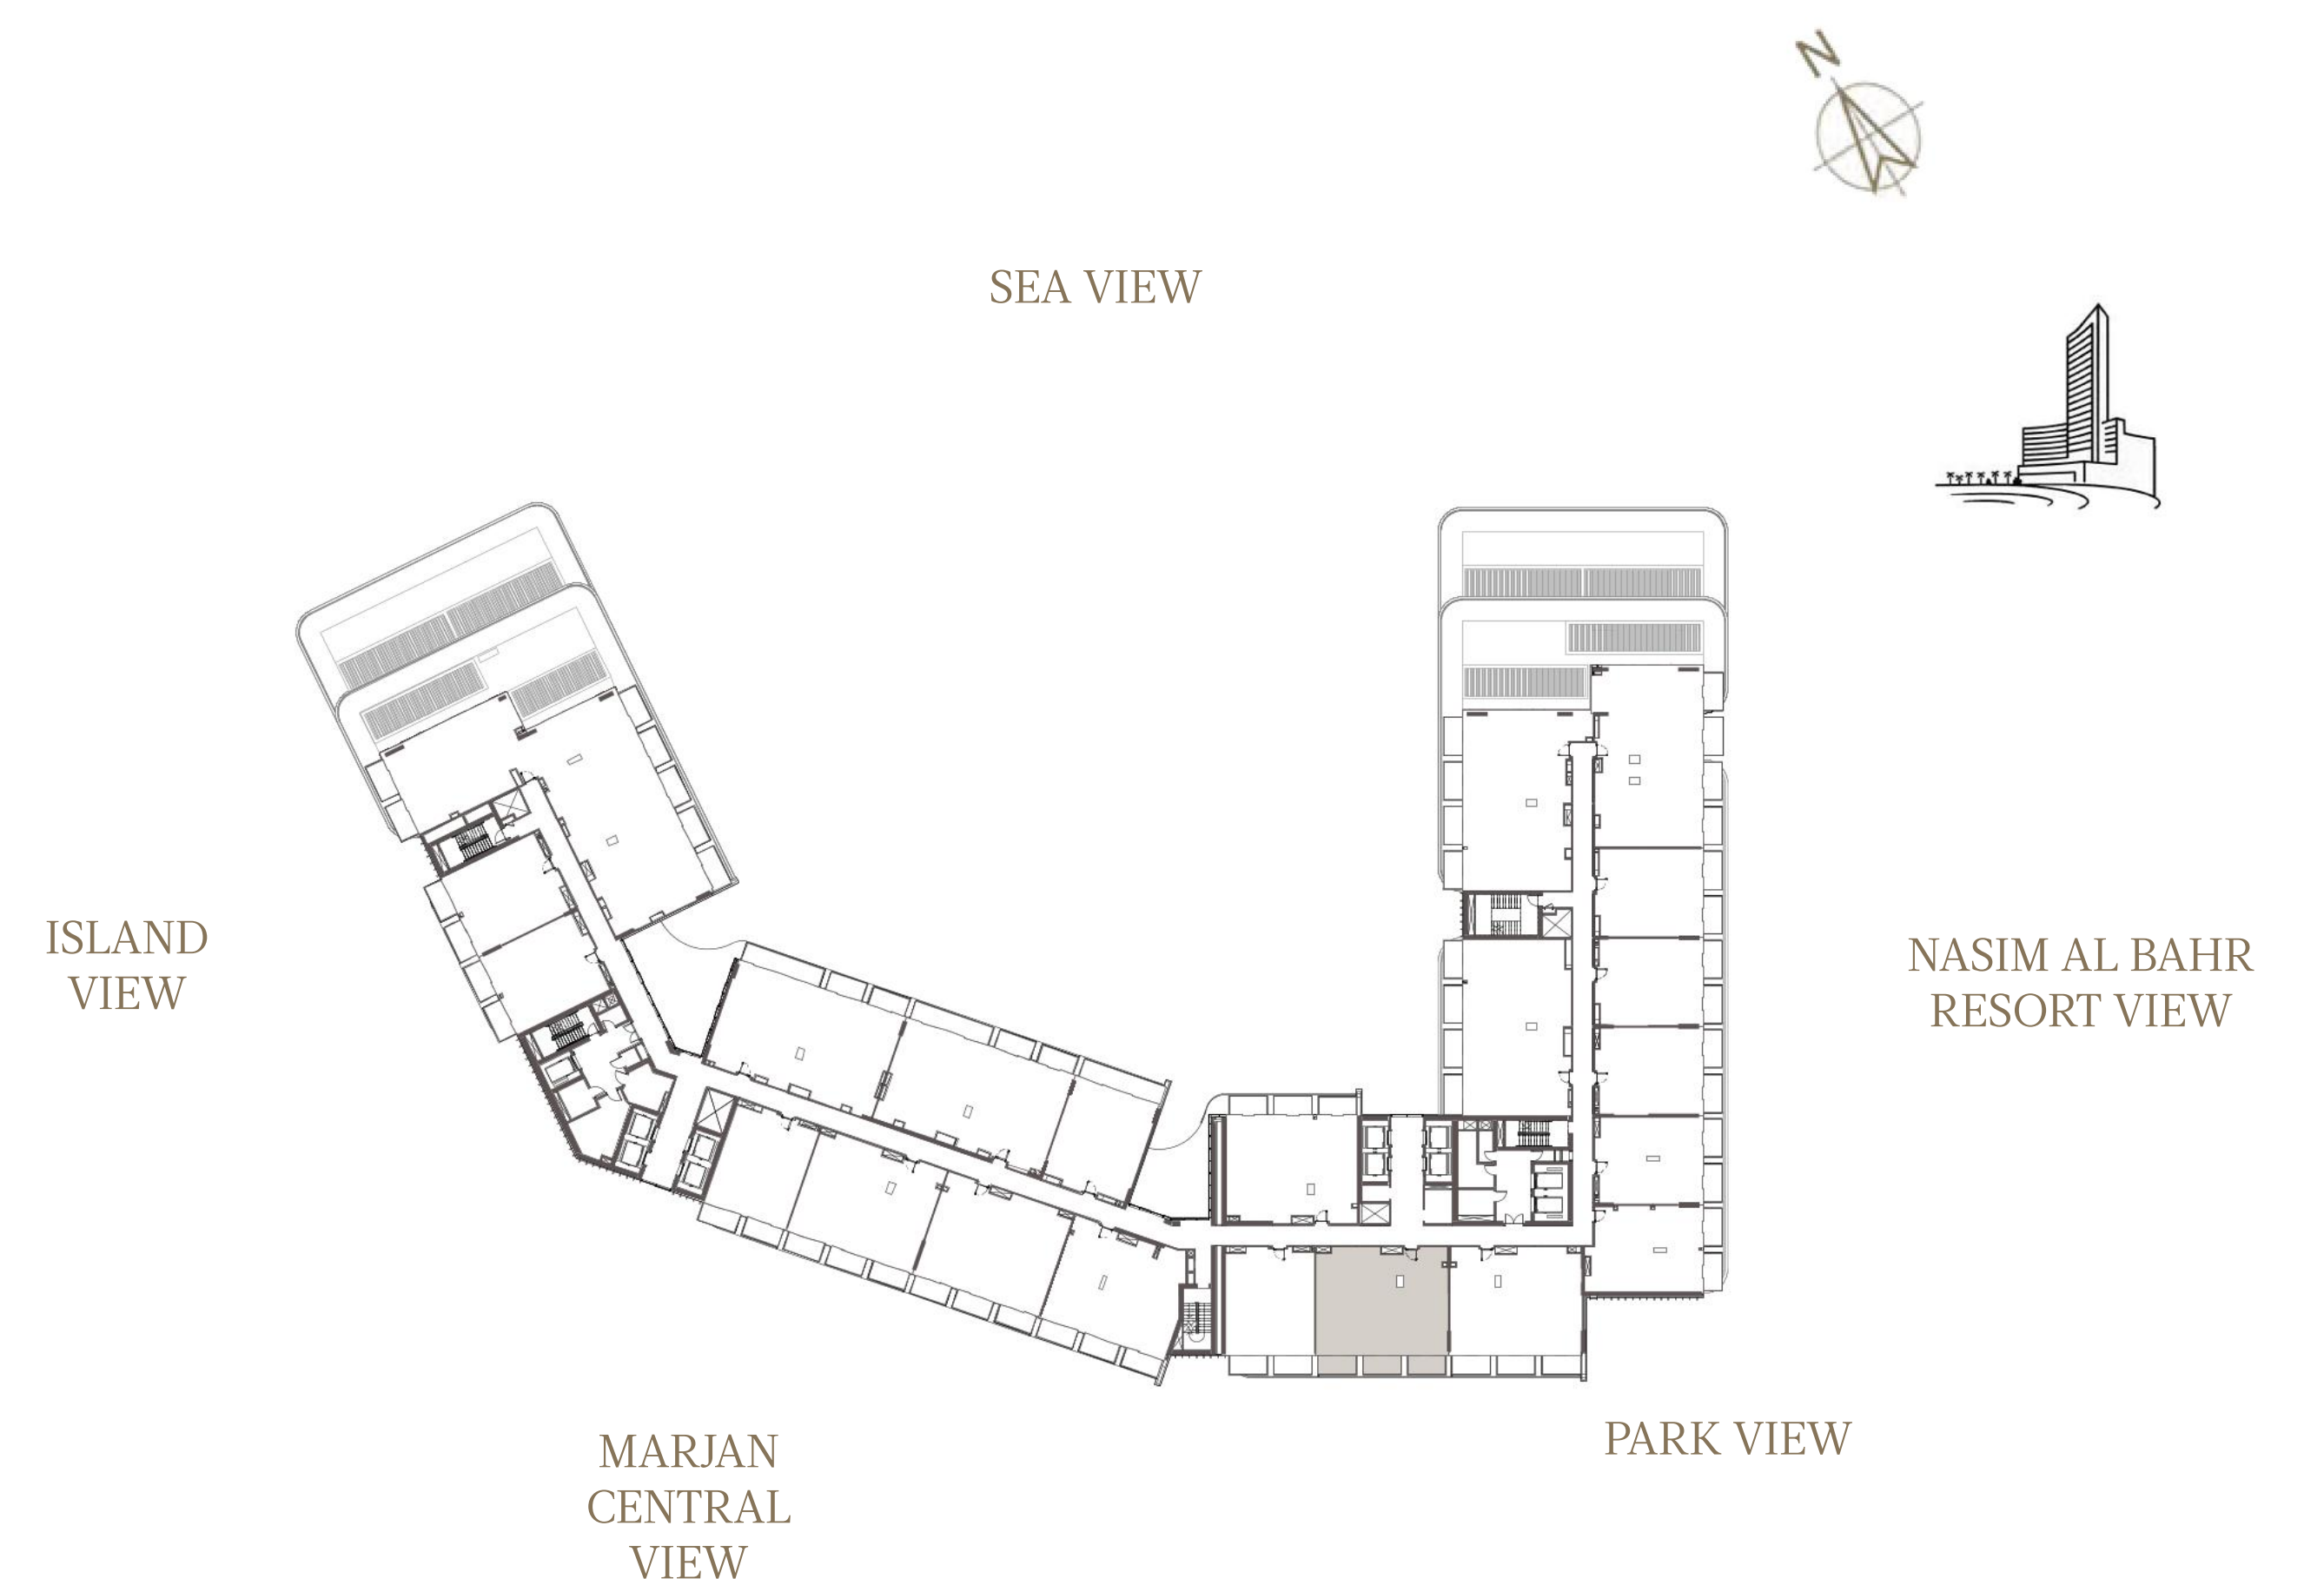 N
SEA VIEW
ISLAND
VIEW
NASIM AL BAHR
RESORT VIEW
PARK VIEW
MARJAN
CENTRAL
VIEW